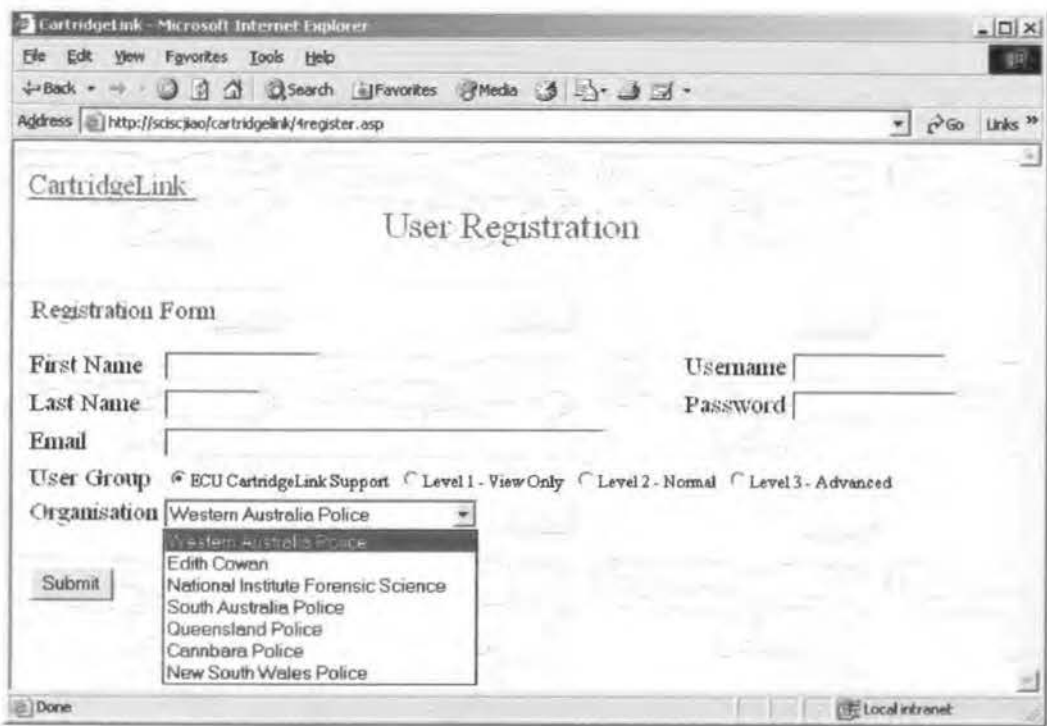 CartridgeLink - Microsoft Internet Explorer
File Edit View Favorites Tools Help
Back Search Favorites Media
Address http://sciscjiao/cartridgelink/4register.asp Go Links »
CartridgeLink
User Registration
Registration Form
First Name Username
Last Name Password
Email
User Group ECU CartridgeLink Support Level 1 - View Only Level 2 - Normal Level 3 - Advanced
Organisation Western Australia Police
Western Australia Police
Edith Cowan
Submit National Institute Forensic Science
South Australia Police
Queensland Police
Cannbara Police
New South Wales Police
Done Local intranet